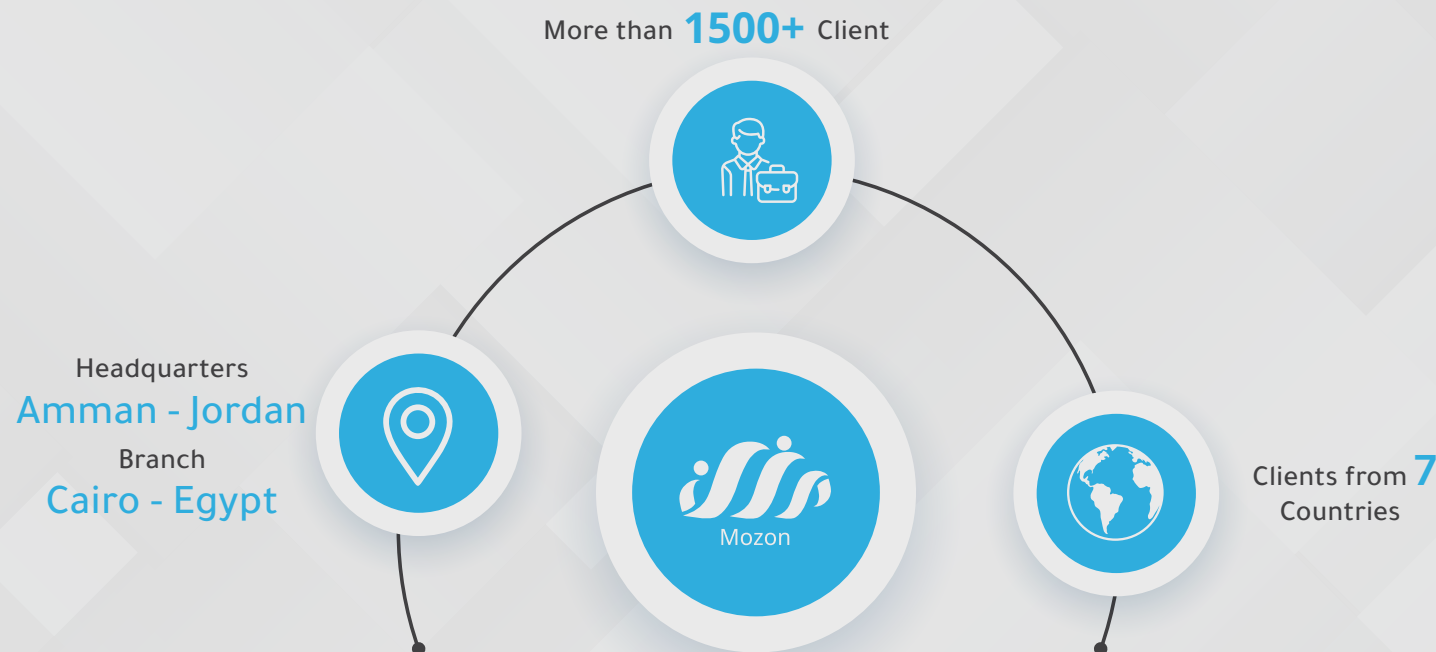 More than 1500+ Client
Headquarters
Amman - Jordan
Branch
Cairo - Egypt
Mozon
Clients from 7
Countries